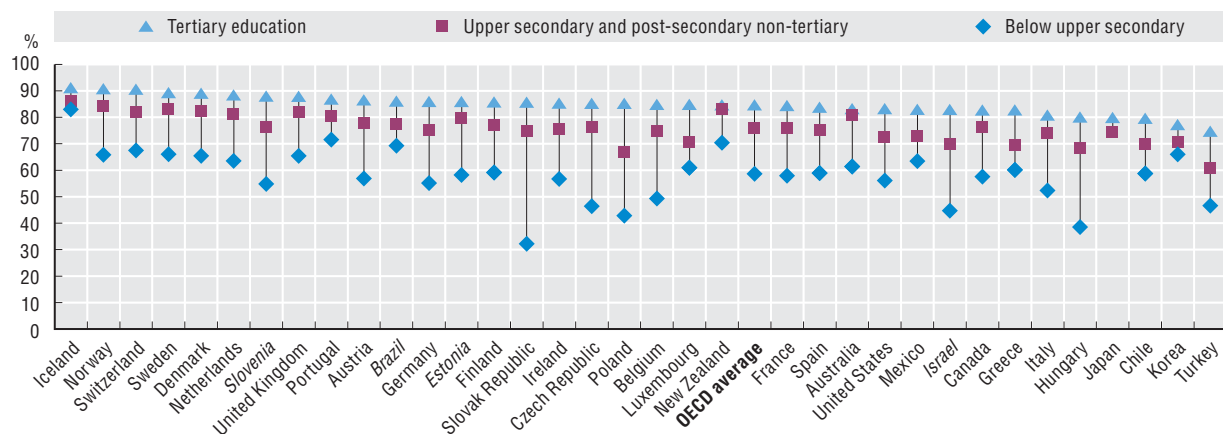 Tertiary education Upper secondary and post-secondary non-tertiary Below upper secondary
%
100
90
80
70
60
50
40
30
20
10
0
Iceland
Norway
Switzerland
Sweden
Denmark
Netherlands
Slovenia
United Kingdom
Portugal
Austria
Brazil
Germany
Estonia
Finland
Slovak Republic
Ireland
Czech Republic
Poland
Belgium
Luxembourg
New Zealand
OECD average
France
Spain
Australia
United States
Mexico
Israel
Canada
Greece
Italy
Hungary
Japan
Chile
Korea
Turkey